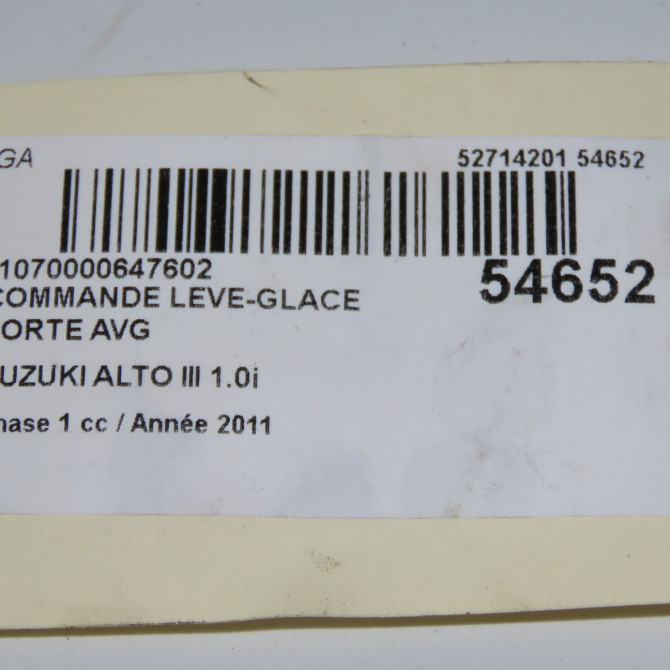 GA 52714201 54652
1070000647602
54652
COMMANDE LEVE-GLACE
ORTE AVG
UZUKI ALTO III 1.0i
hase 1 cc / Année 2011